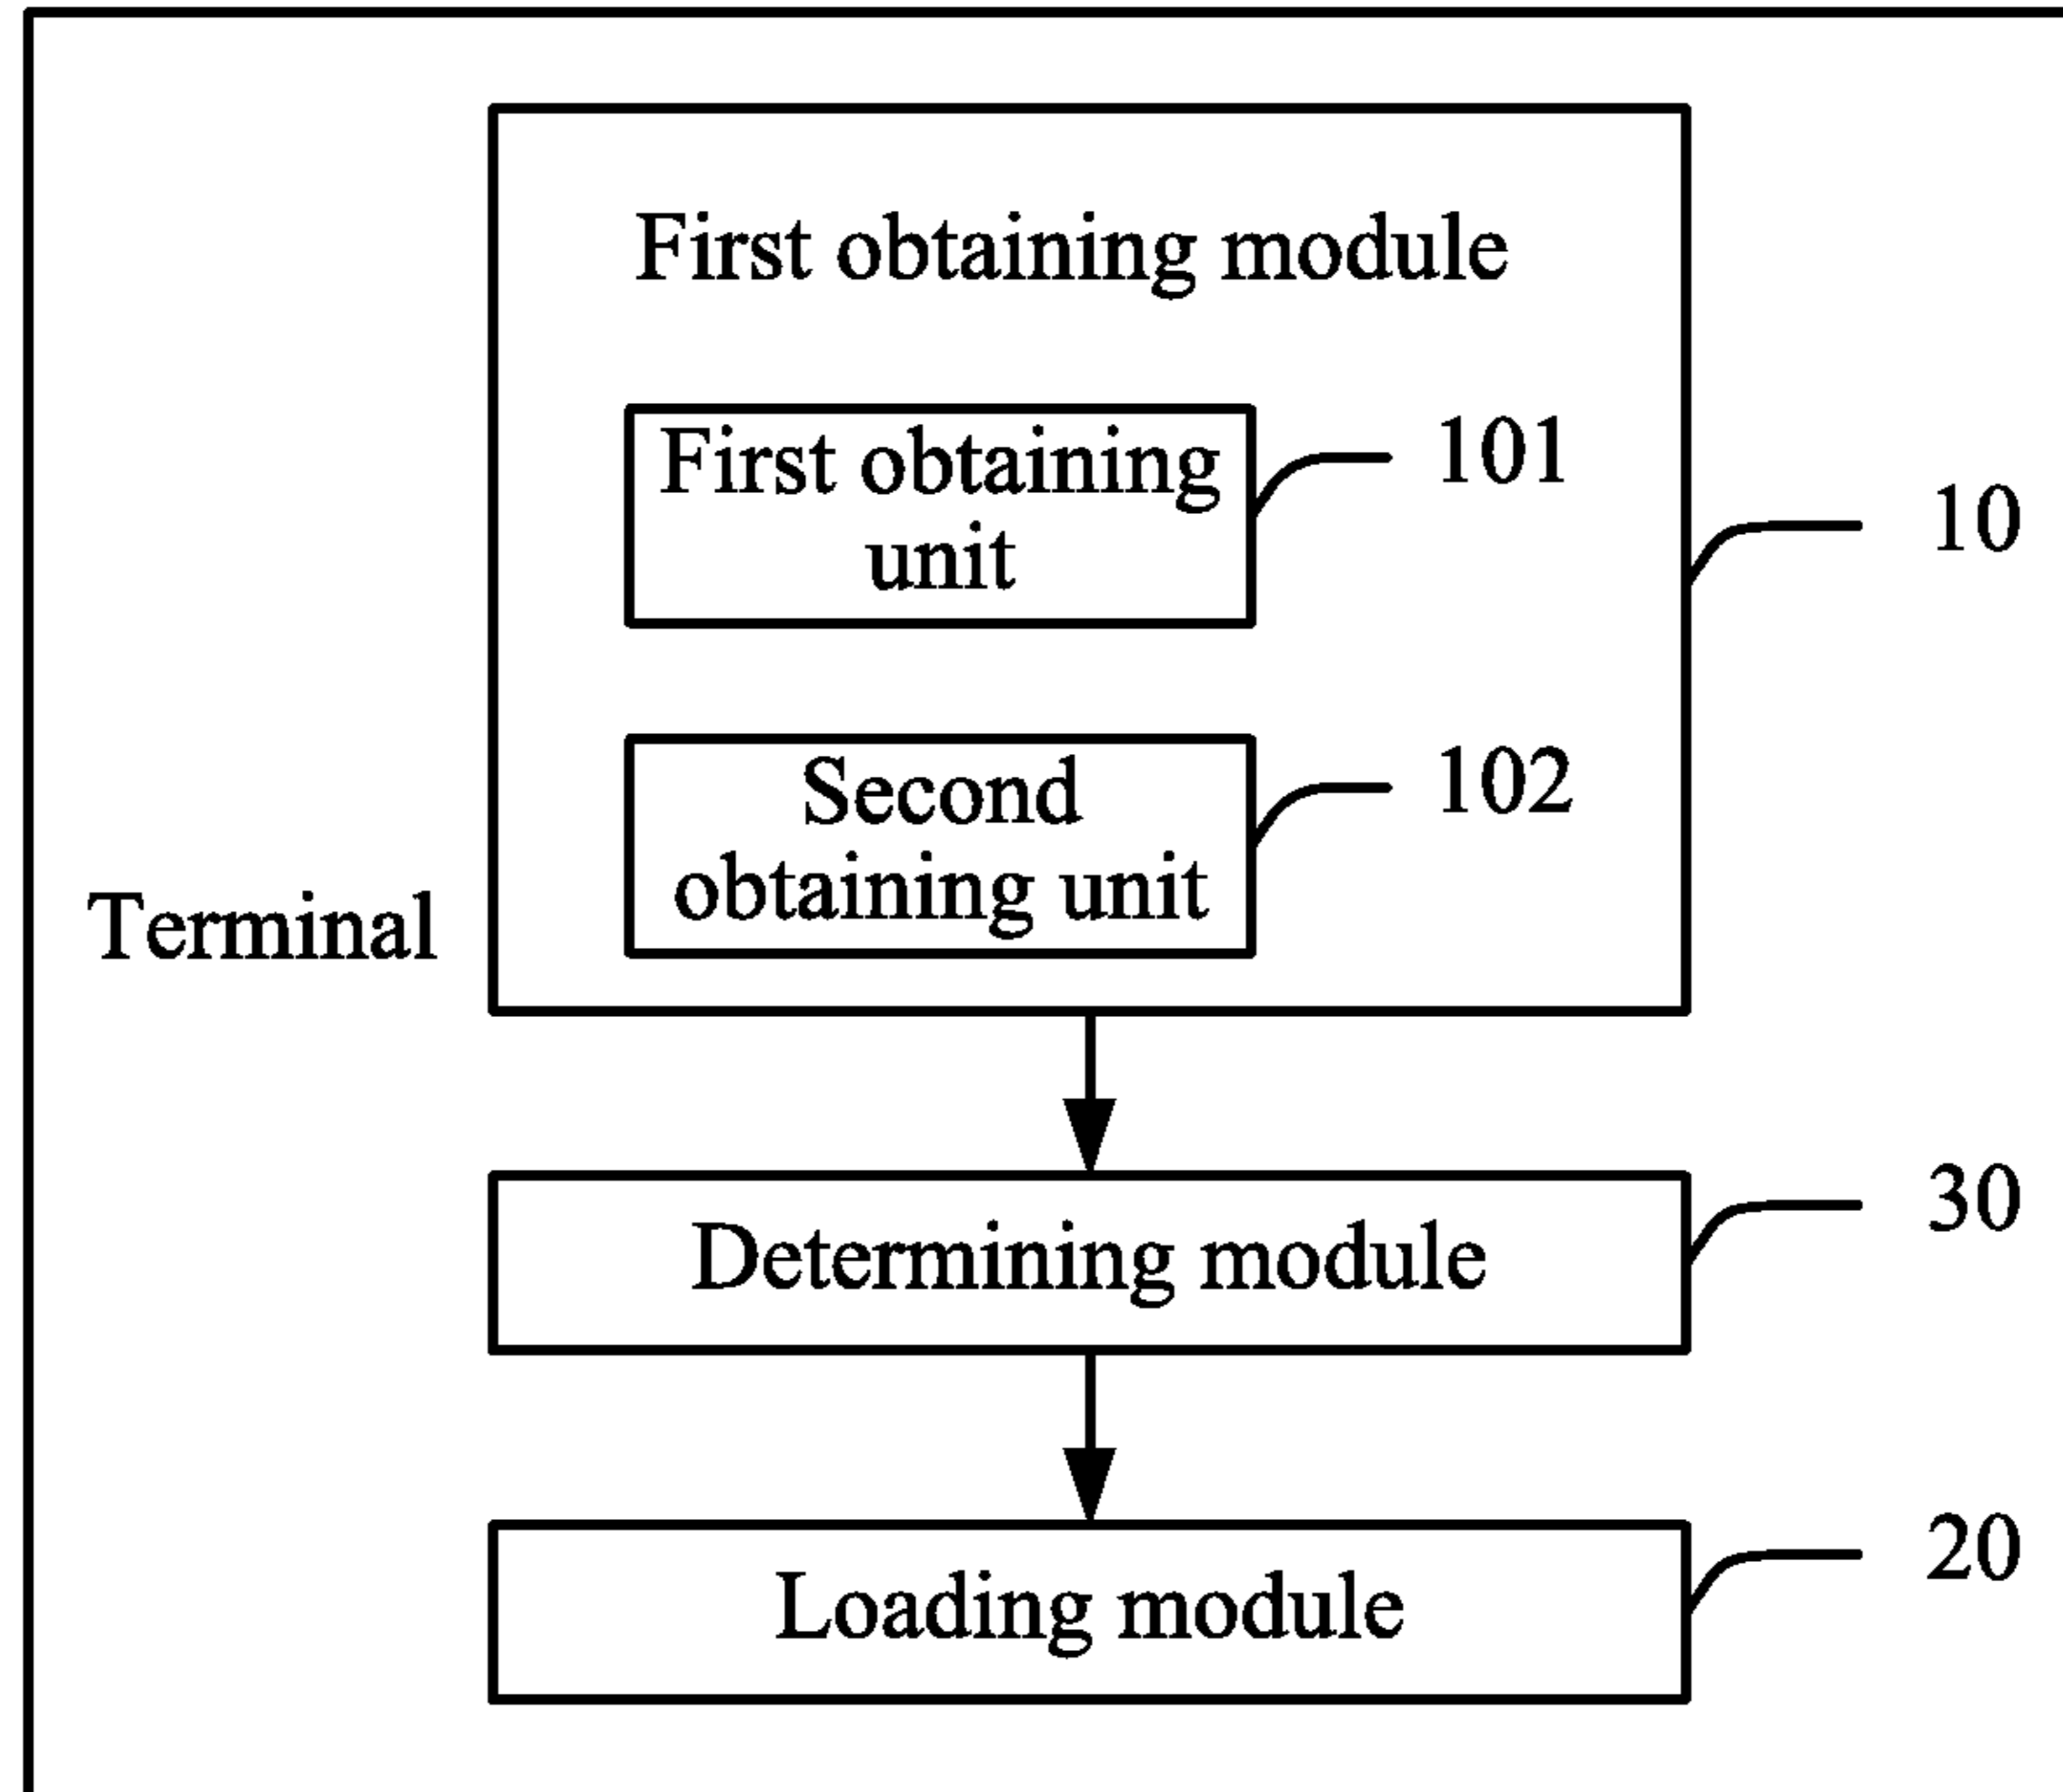 First obtaining module
First obtaining
unit
101
10
Second
obtaining unit
102
Terminal
Determining module
30
Loading module
20